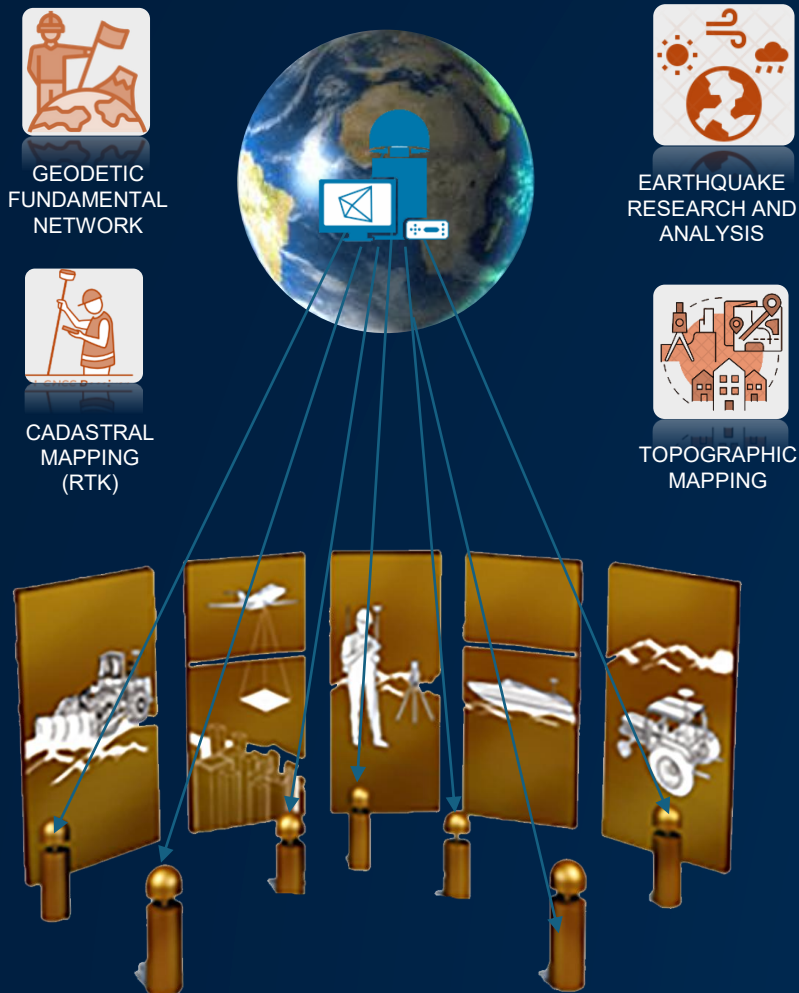 GEODETIC
FUNDAMENTAL
NETWORK
EARTHQUAKE
RESEARCH AND
ANALYSIS
CADASTRAL
MAPPING
(RTK)
TOPOGRAPHIC
MAPPING